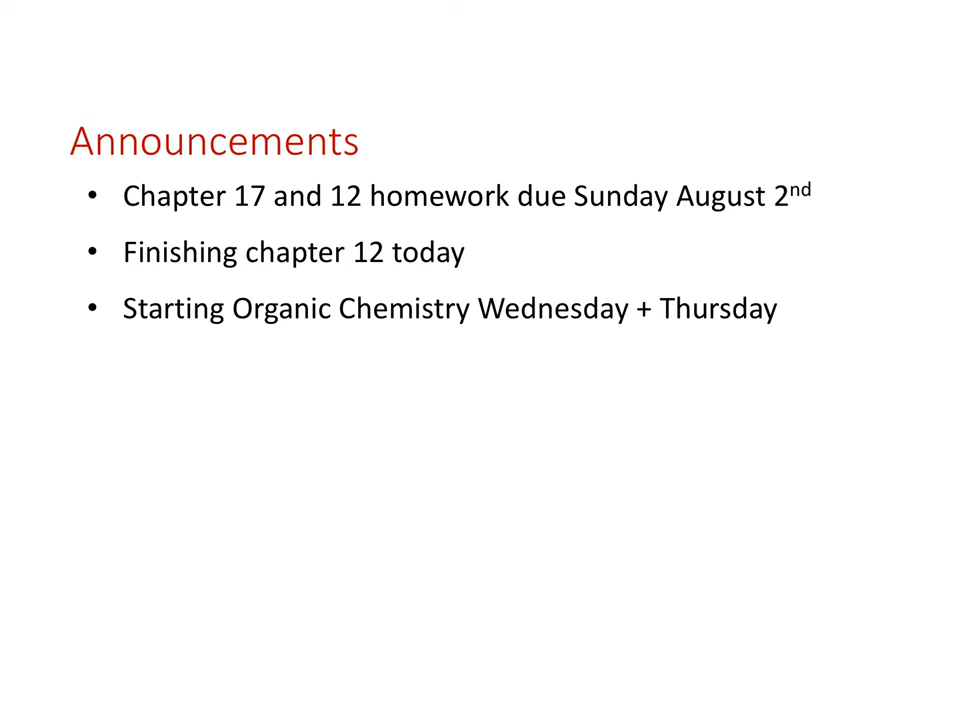 Announcements
• Chapter 17 and 12 homework due Sunday August 2nd
• Finishing chapter 12 today
• Starting Organic Chemistry Wednesday + Thursday